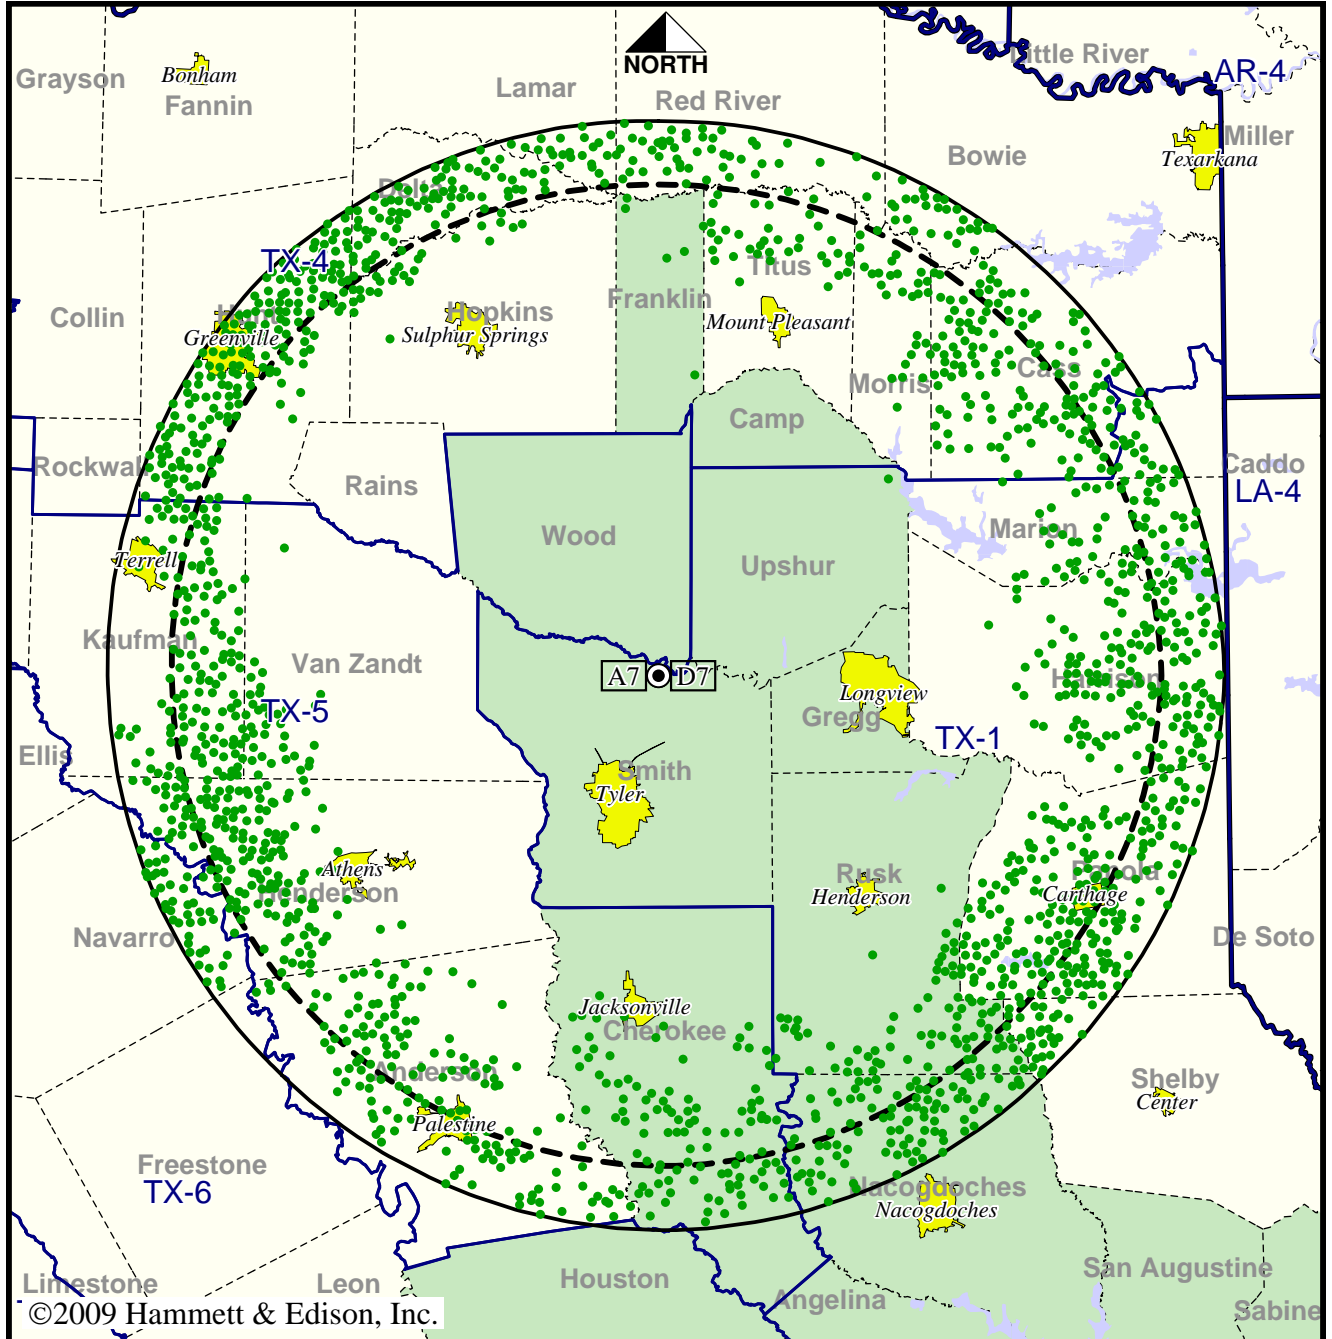 NORTH
Grayson
Bonham
Fannin
Lamar
Red River
Little River
AR-4
Miller
Texarkana
Bowie
Delta
TX-4
Titus
Franklin
Hunt
Greenville
Hopkins
Sulphur Springs
Mount Pleasant
Collin
Morris
Cass
Camp
Rockwall
Rains
Caddo
LA-4
Wood
Marion
Upshur
Terrell
Kaufman
Van Zandt
A7
D7
Harrison
Longview
Gregg
TX-5
TX-1
Ellis
Smith
Tyler
Athens
Henderson
Rusk
Henderson
Panola
Carthage
Navarro
De Soto
Jacksonville
Cherokee
Anderson
Palestine
Shelby
Center
Freestone
TX-6
Nacogdoches
Nacogdoches
Limestone
Leon
Houston
San Augustine
Angelina
Sabine
©2009 Hammett & Edison, Inc.